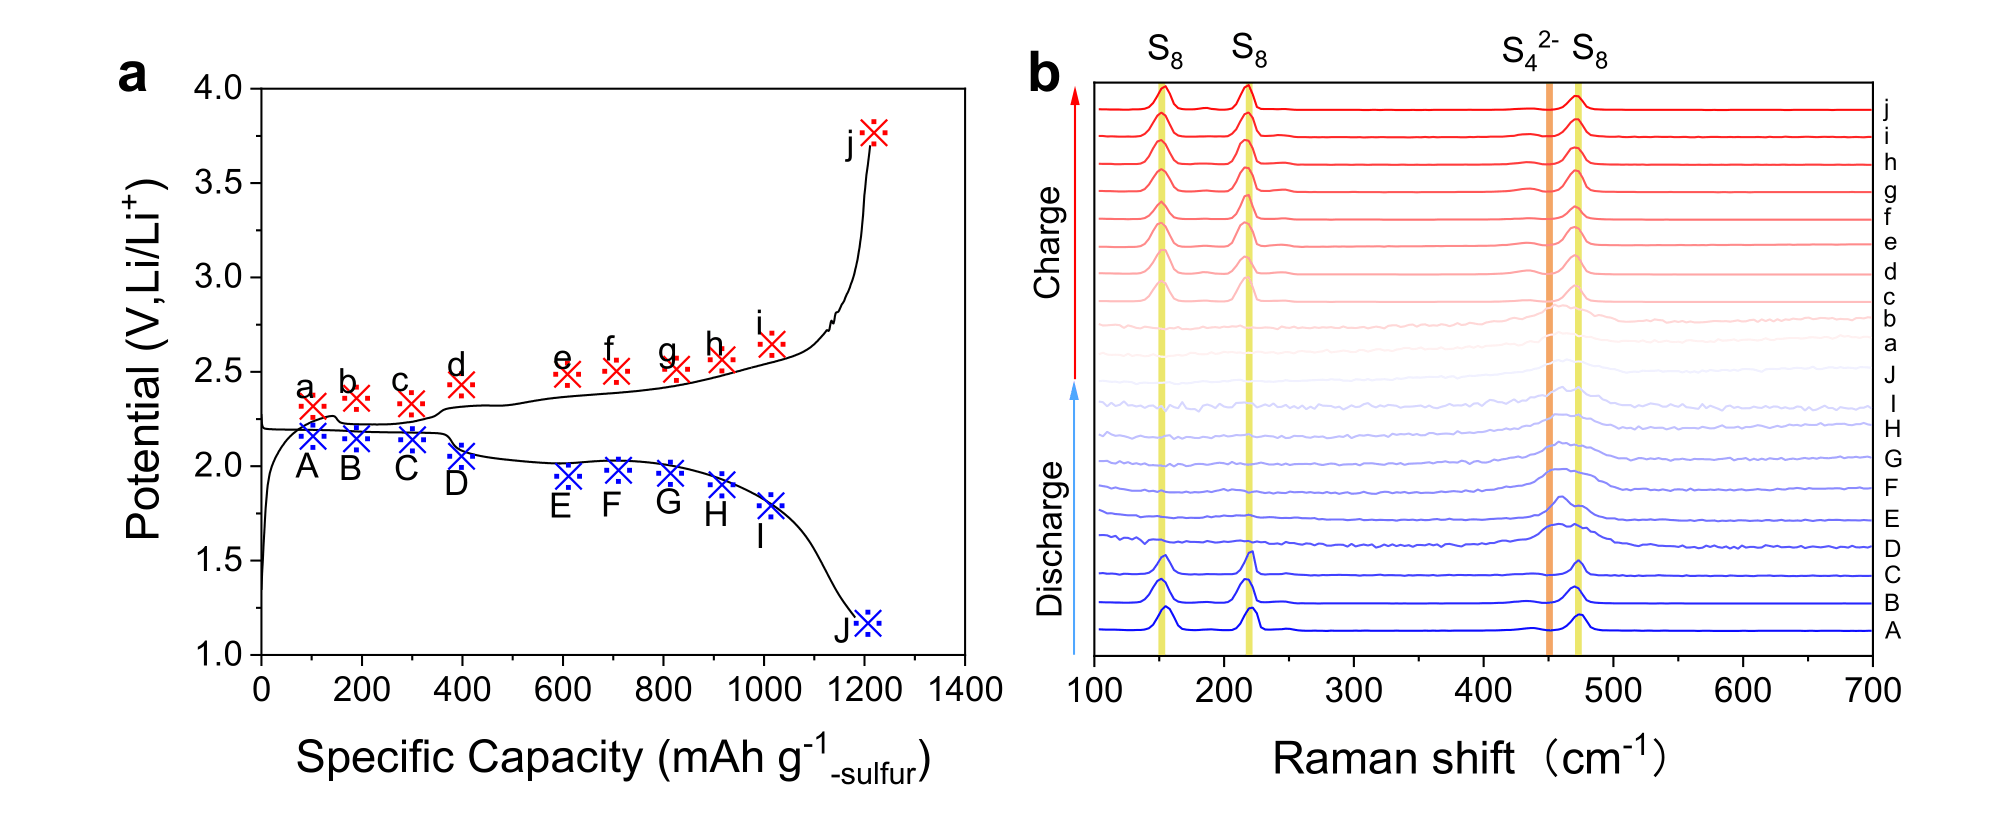 a
4.0
3.5
3.0
2.5
2.0
1.5
1.0
0 200 400 600 800 1000 1200 1400
Potential (V,Li/Li⁺)
Specific Capacity (mAh g⁻¹₋sulfur)
a b c d e f g h i j
A B C D E F G H I J
b
S₈ S₈ S₄²⁻ S₈
Charge
Discharge
j
i
h
g
f
e
d
c
b
a
J
I
H
G
F
E
D
C
B
A
100 200 300 400 500 600 700
Raman shift（cm⁻¹）